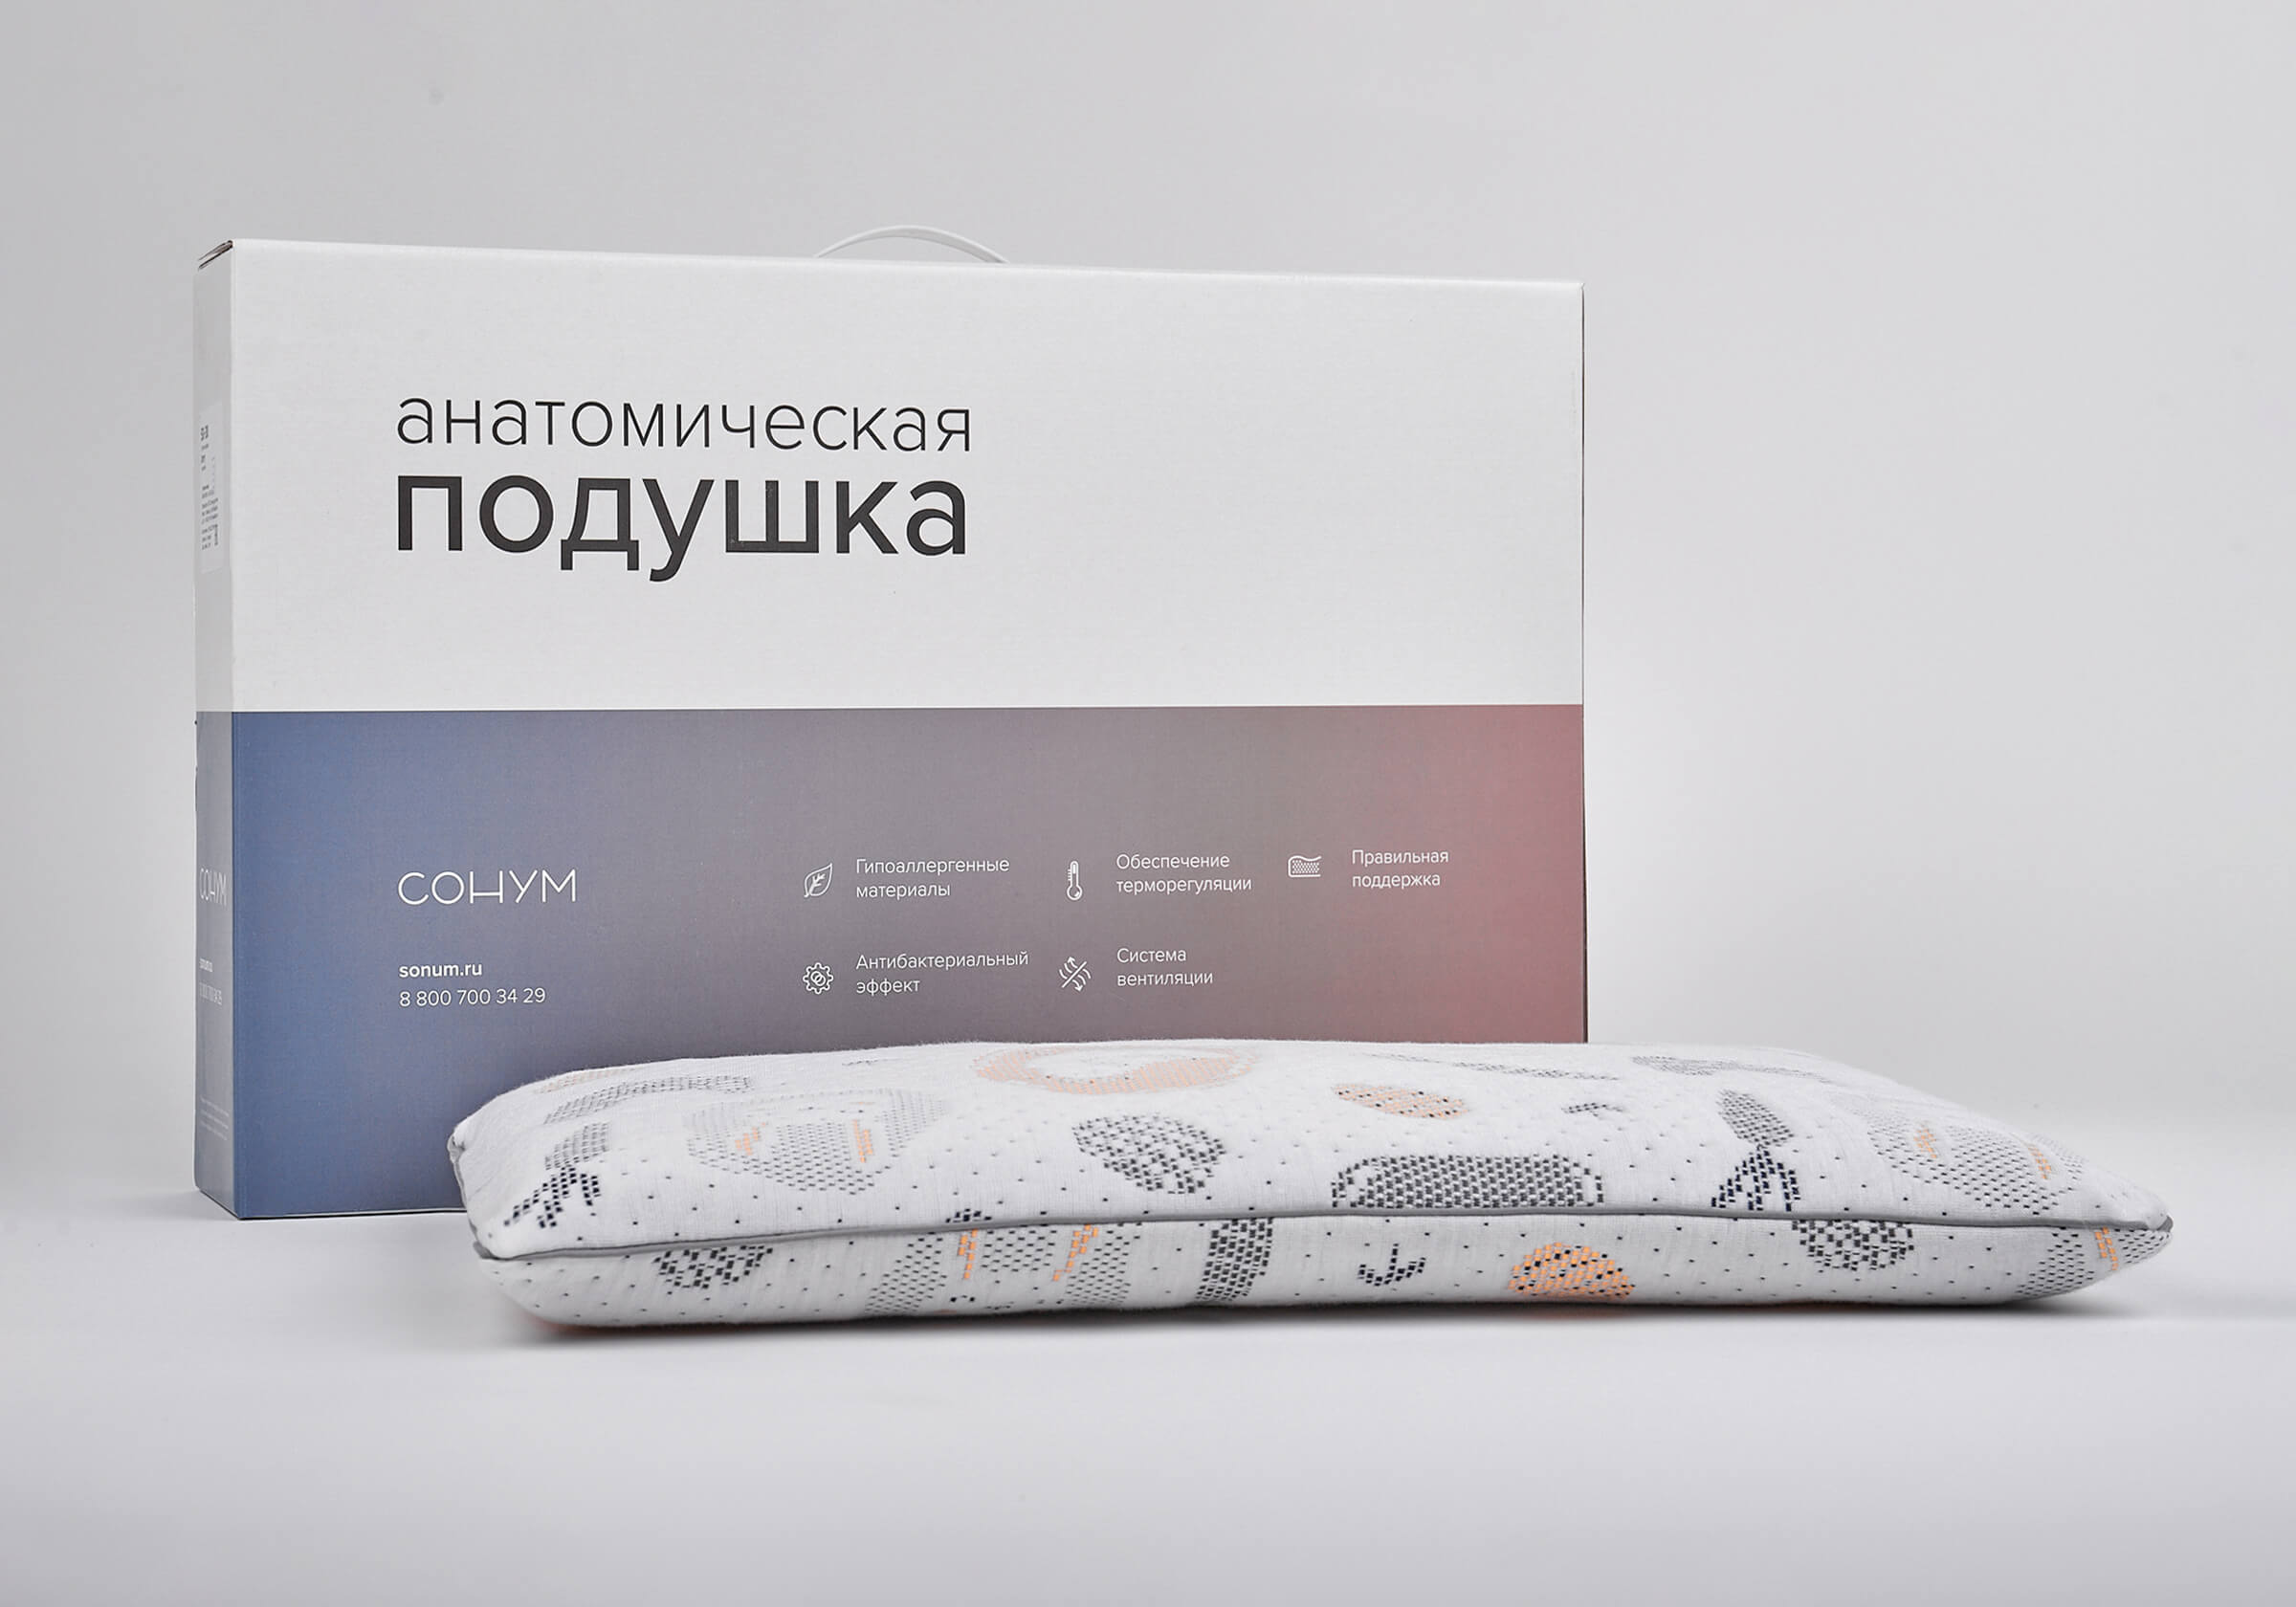 анатомическая
подушка
СОНУМ
sonum.ru
8 800 700 34 29
Гипоаллергенные
материалы
Обеспечение
терморегуляции
Правильная
поддержка
Антибактериальный
эффект
Система
вентиляции
СОНУМ